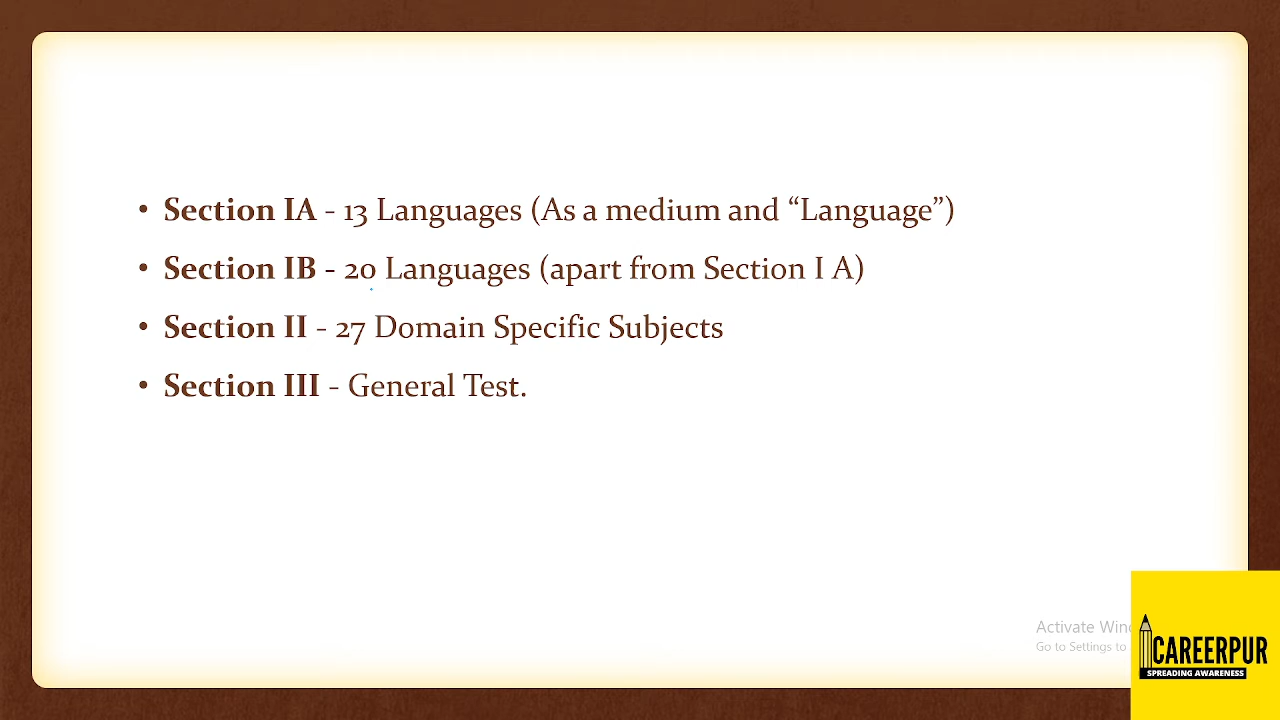 • Section IA - 13 Languages (As a medium and “Language”)
• Section IB - 20 Languages (apart from Section I A)
• Section II - 27 Domain Specific Subjects
• Section III - General Test.
Activate
Go to Settings to
CAREERPUR
SPREADING AWARENESS